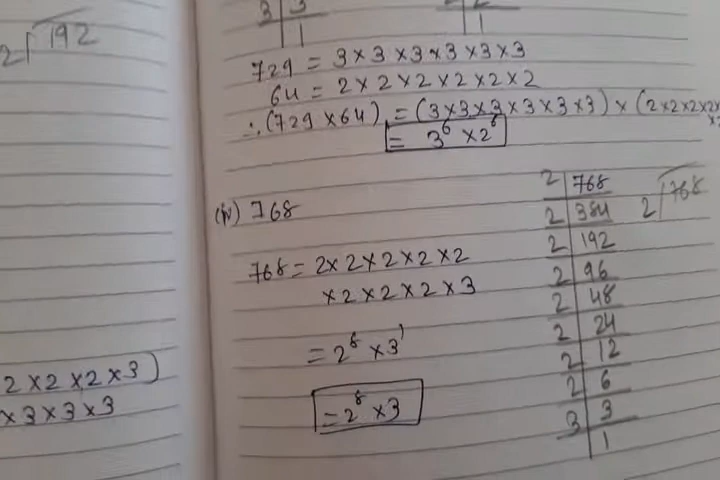 2 192
2 × 2 × 2 × 3)
× 3 × 3 × 3
3 3
1
1
729 = 3 × 3 × 3 × 3 × 3 × 3
64 = 2 × 2 × 2 × 2 × 2 × 2
∴ (729 × 64) = (3 × 3 × 3 × 3 × 3 × 3) × (2 × 2 × 2 × 2
= 3⁶ × 2⁶
(iv) 768
768 = 2 × 2 × 2 × 2 × 2
× 2 × 2 × 2 × 3
= 2⁸ × 3¹
= 2⁸ × 3
2 768
2 384
2 192
2 96
2 48
2 24
2 12
2 6
3 3
1
2 768